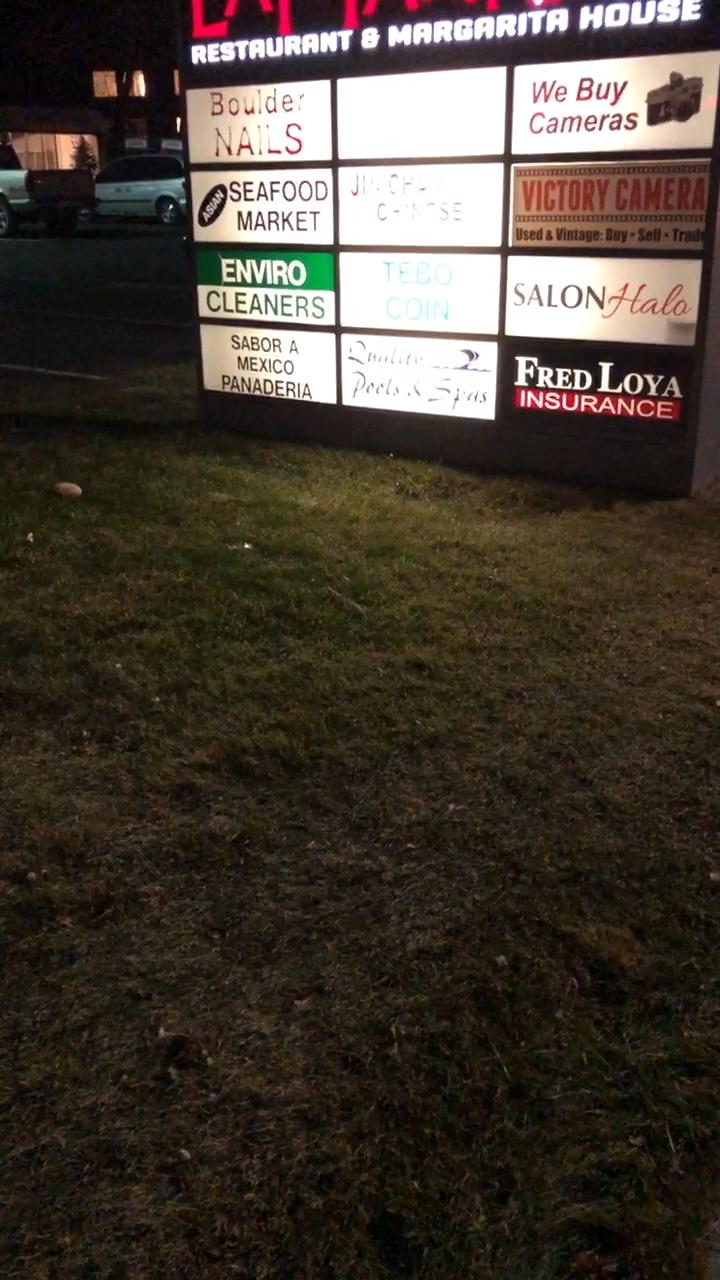 RESTAURANT & MARGARITA HOUSE
Boulder
NAILS
We Buy
Cameras
ASIAN
SEAFOOD
MARKET
CHINESE
VICTORY CAMERA
Used & Vintage: Buy • Sell • Trade
ENVIRO
CLEANERS
TEBO
COIN
SALON Halo
SABOR A
MEXICO
PANADERIA
Quality
Pools & Spas
FRED LOYA
INSURANCE